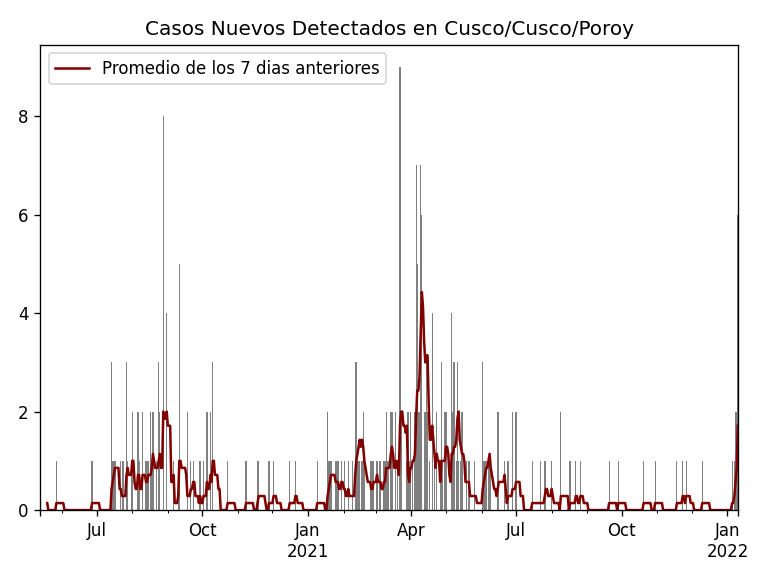 Casos Nuevos Detectados en Cusco/Cusco/Poroy
Promedio de los 7 dias anteriores
8
6
4
2
0
Jul Oct Jan Apr Jul Oct Jan
2021 2022